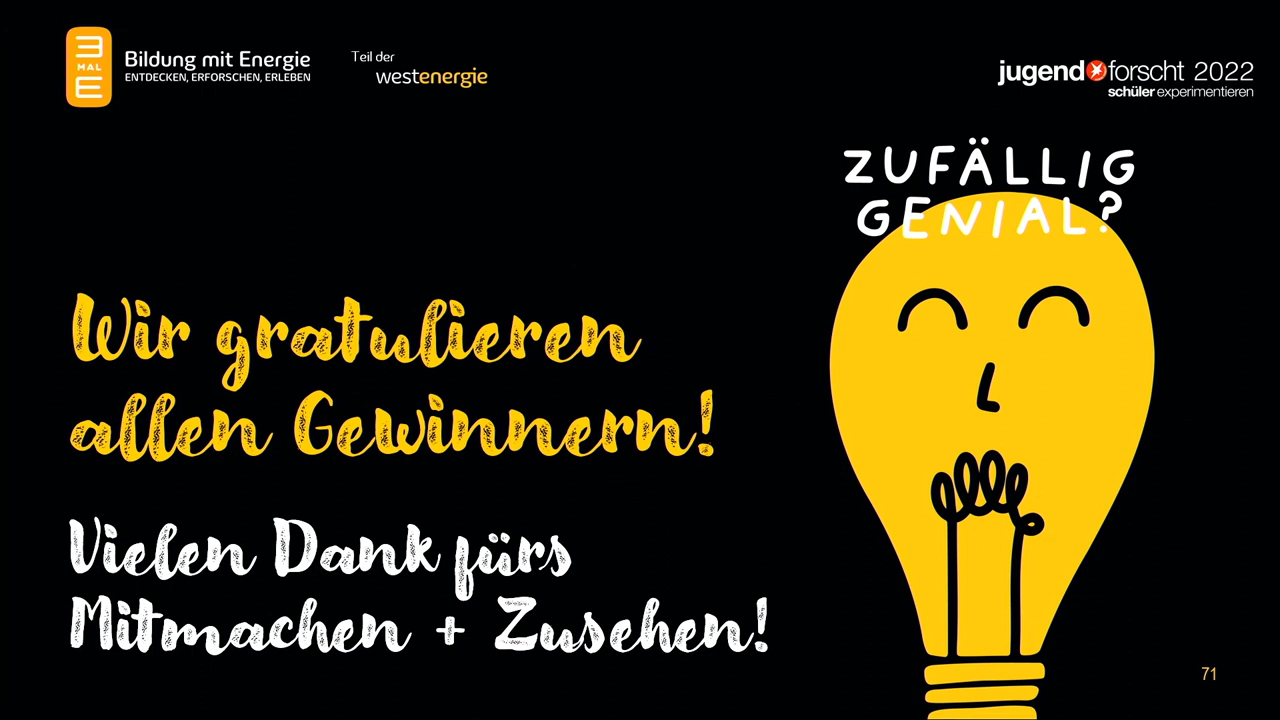 3
MAL
E
Bildung mit Energie
ENTDECKEN, ERFORSCHEN, ERLEBEN
Teil der
westenergie
jugend forscht 2022
schüler experimentieren
ZUFÄLLIG
GENIAL?
Wir gratulieren
allen Gewinnern!
Vielen Dank fürs
Mitmachen + Zusehen!
71